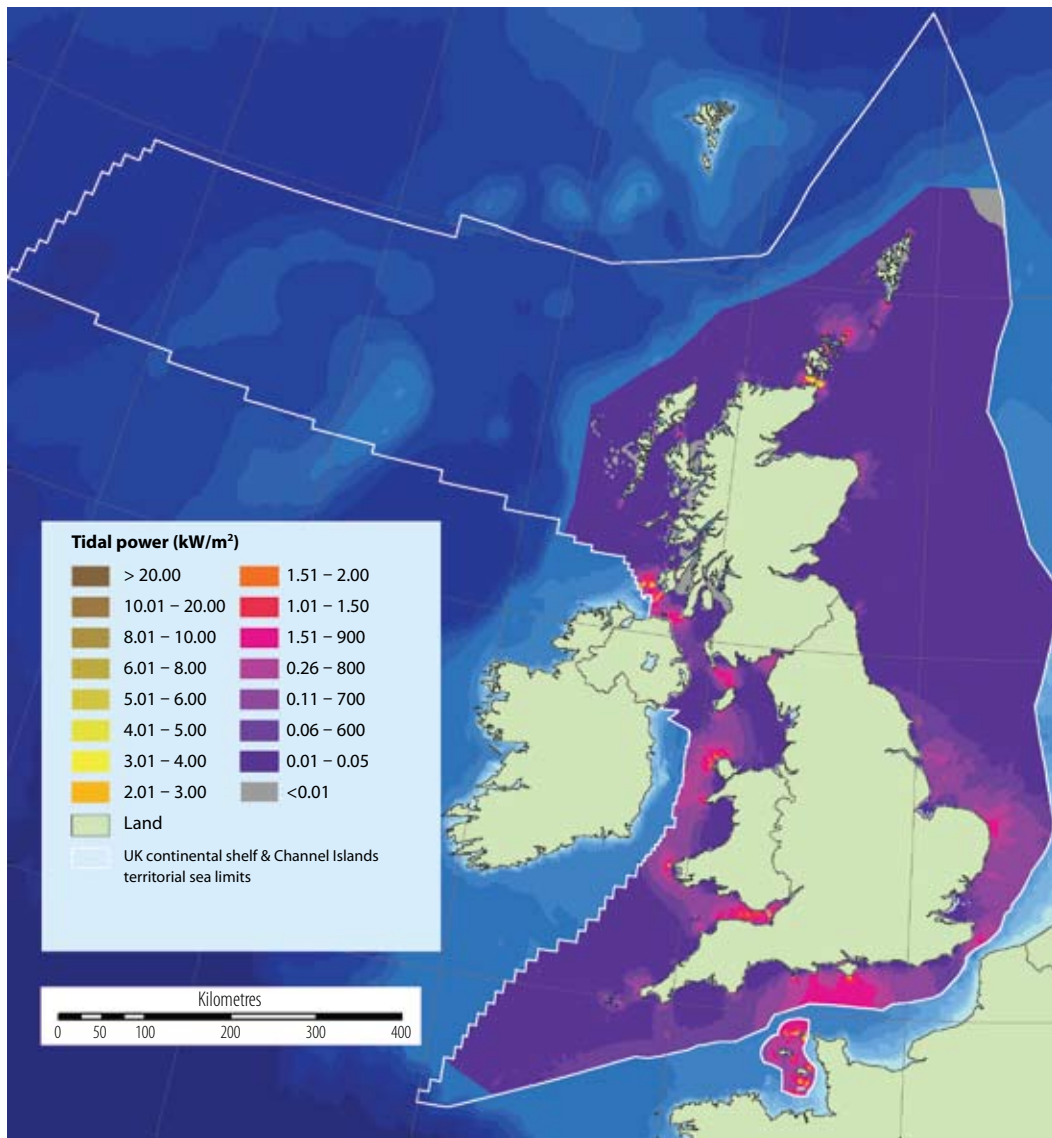 Tidal power (kW/m²)
> 20.00
10.01 – 20.00
8.01 – 10.00
6.01 – 8.00
5.01 – 6.00
4.01 – 5.00
3.01 – 4.00
2.01 – 3.00
1.51 – 2.00
1.01 – 1.50
1.51 – 900
0.26 – 800
0.11 – 700
0.06 – 600
0.01 – 0.05
<0.01
Land
UK continental shelf & Channel Islands
territorial sea limits
Kilometres
0 50 100 200 300 400